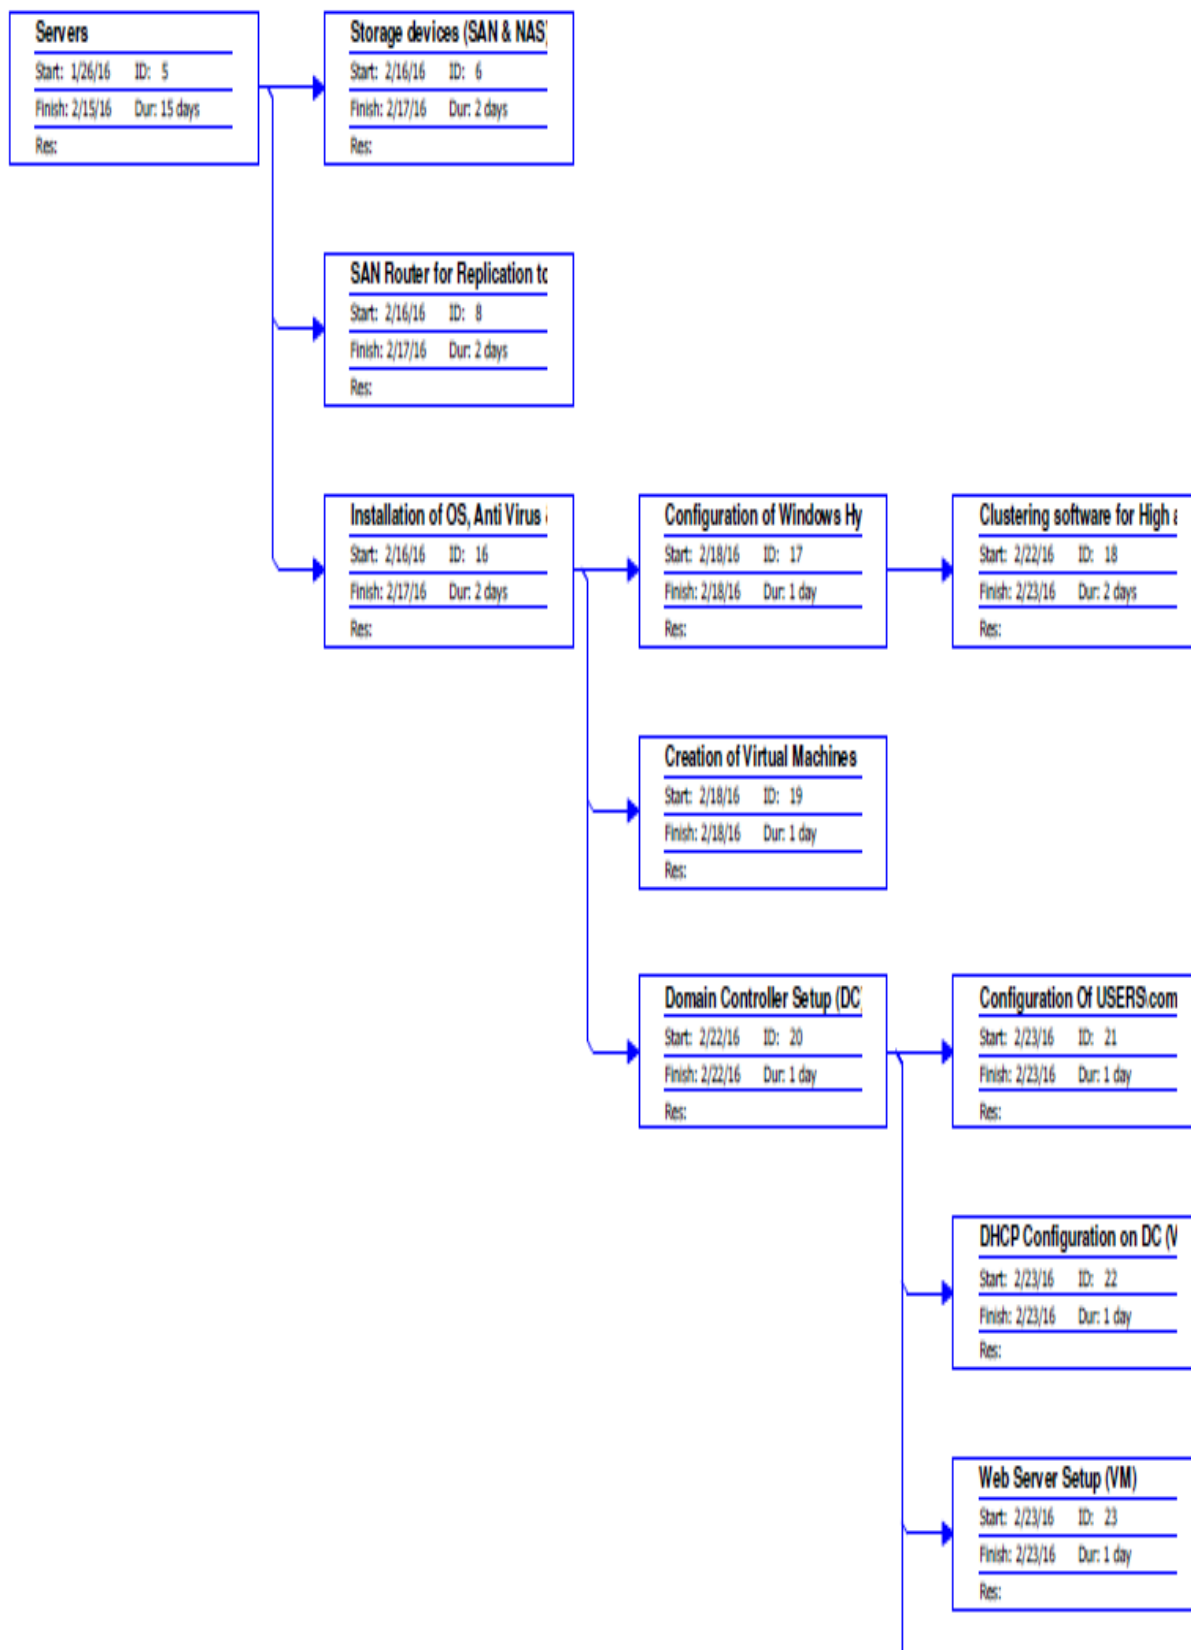 Servers
Start: 1/26/16 ID: 5
Finish: 2/15/16 Dur: 15 days
Res:
Storage devices (SAN & NAS)
Start: 2/16/16 ID: 6
Finish: 2/17/16 Dur: 2 days
Res:
SAN Router for Replication to
Start: 2/16/16 ID: 8
Finish: 2/17/16 Dur: 2 days
Res:
Installation of OS, Anti Virus
Start: 2/16/16 ID: 16
Finish: 2/17/16 Dur: 2 days
Res:
Configuration of Windows Hy
Start: 2/18/16 ID: 17
Finish: 2/18/16 Dur: 1 day
Res:
Clustering software for High a
Start: 2/22/16 ID: 18
Finish: 2/23/16 Dur: 2 days
Res:
Creation of Virtual Machines
Start: 2/18/16 ID: 19
Finish: 2/18/16 Dur: 1 day
Res:
Domain Controller Setup (DC)
Start: 2/22/16 ID: 20
Finish: 2/22/16 Dur: 1 day
Res:
Configuration Of USERS\com
Start: 2/23/16 ID: 21
Finish: 2/23/16 Dur: 1 day
Res:
DHCP Configuration on DC (V
Start: 2/23/16 ID: 22
Finish: 2/23/16 Dur: 1 day
Res:
Web Server Setup (VM)
Start: 2/23/16 ID: 23
Finish: 2/23/16 Dur: 1 day
Res: